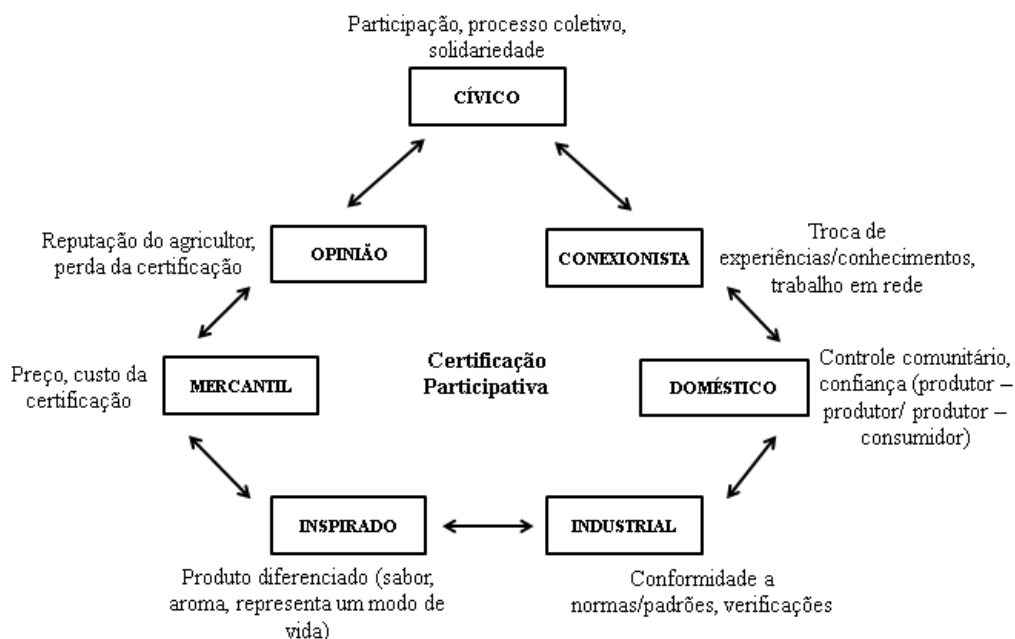 Participação, processo coletivo,
solidariedade
CÍVICO
OPINIÃO
Reputação do agricultor,
perda da certificação
CONEXIONISTA
Troca de
experiências/conhecimentos,
trabalho em rede
MERCANTIL
Preço, custo da
certificação
Certificação
Participativa
DOMÉSTICO
Controle comunitário,
confiança (produtor –
produtor/ produtor –
consumidor)
INSPIRADO
Produto diferenciado (sabor,
aroma, representa um modo de
vida)
INDUSTRIAL
Conformidade a
normas/padrões, verificações